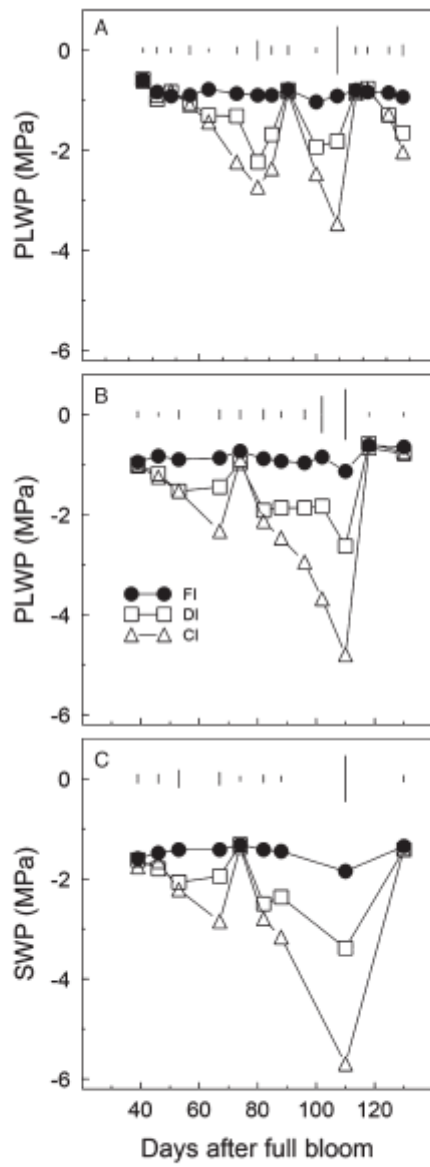 A
0
-2
-4
-6
PLWP (MPa)
B
0
-2
-4
-6
PLWP (MPa)
FI
DI
CI
C
0
-2
-4
-6
SWP (MPa)
40 60 80 100 120
Days after full bloom